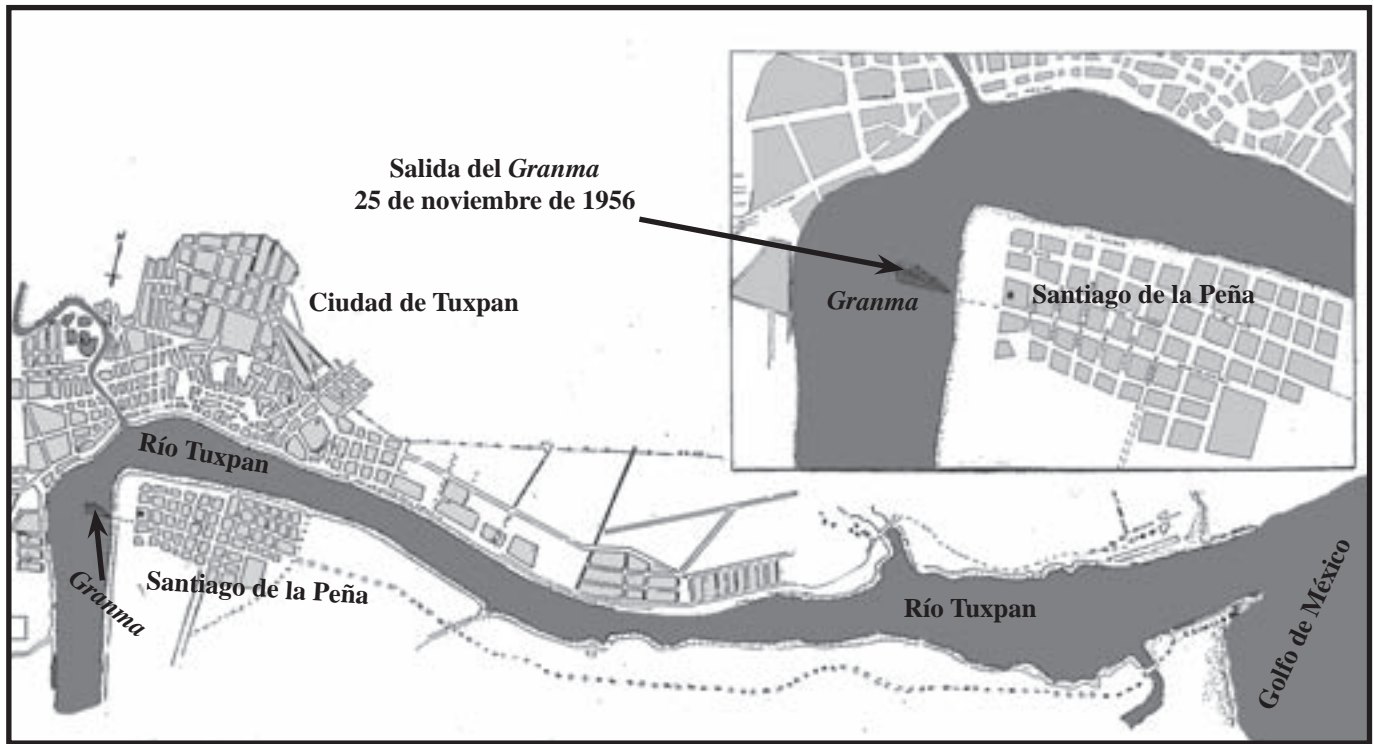 Salida del Granma
25 de noviembre de 1956
Granma
Santiago de la Peña
Ciudad de Tuxpan
Río Tuxpan
Granma
Santiago de la Peña
Río Tuxpan
Golfo de México